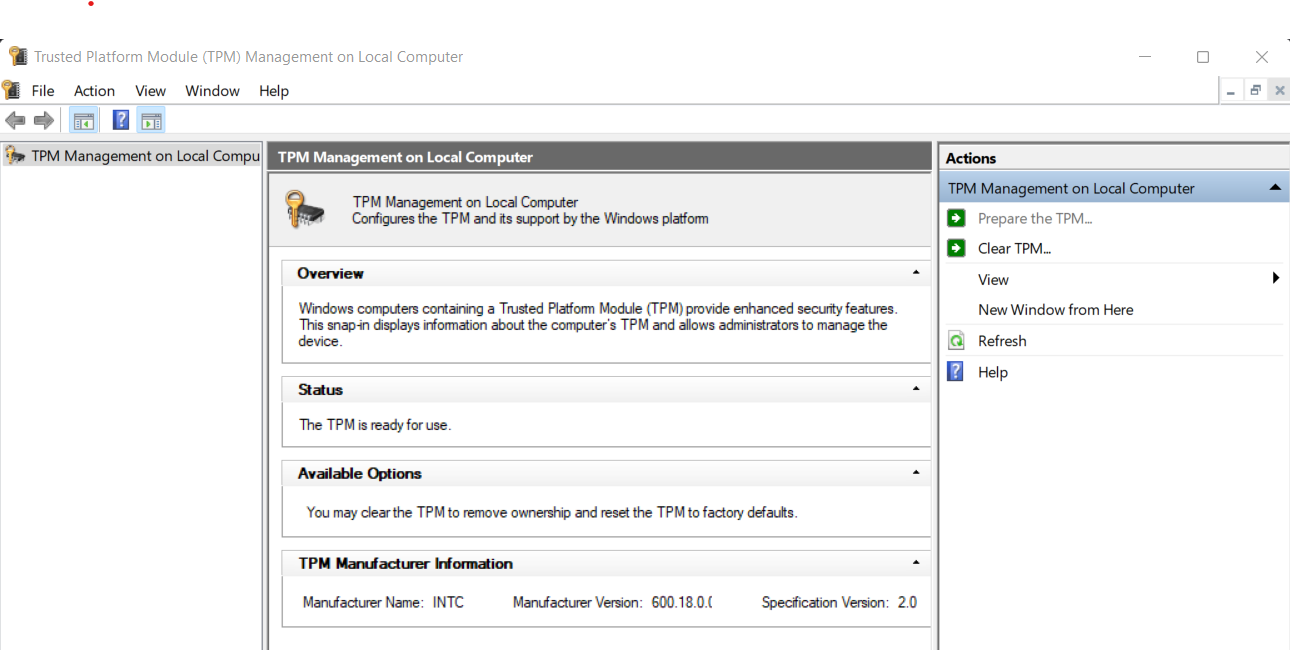 Trusted Platform Module (TPM) Management on Local Computer
File Action View Window Help
TPM Management on Local Compu
TPM Management on Local Computer
TPM Management on Local Computer
Configures the TPM and its support by the Windows platform
Overview
Windows computers containing a Trusted Platform Module (TPM) provide enhanced security features.
This snap-in displays information about the computer's TPM and allows administrators to manage the
device.
Status
The TPM is ready for use.
Available Options
You may clear the TPM to remove ownership and reset the TPM to factory defaults.
TPM Manufacturer Information
Manufacturer Name: INTC Manufacturer Version: 600.18.0. Specification Version: 2.0
Actions
TPM Management on Local Computer
Prepare the TPM...
Clear TPM...
View
New Window from Here
Refresh
Help